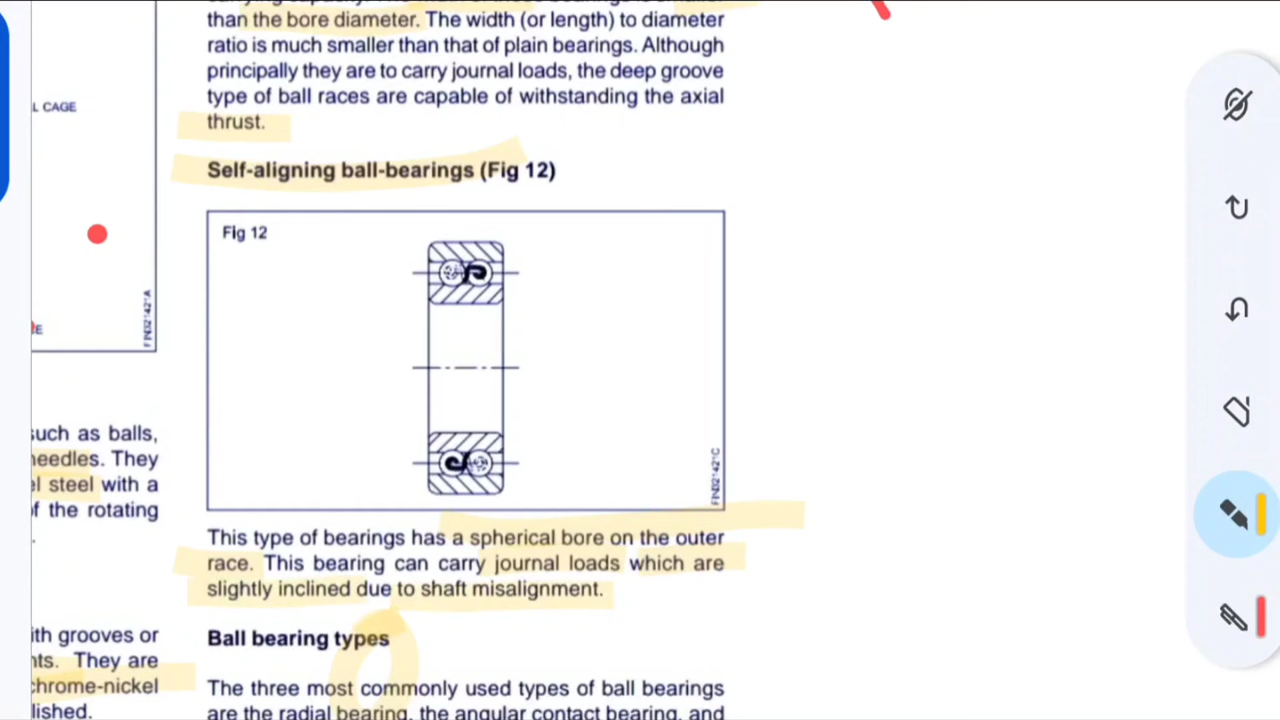 L CAGE
FIN32!421A
E
such as balls,
needles. They
el steel with a
of the rotating
.
ith grooves or
nts. They are
chrome-nickel
lished.
than the bore diameter. The width (or length) to diameter
ratio is much smaller than that of plain bearings. Although
principally they are to carry journal loads, the deep groove
type of ball races are capable of withstanding the axial
thrust.
Self-aligning ball-bearings (Fig 12)
Fig 12
FIN32!421C
This type of bearings has a spherical bore on the outer
race. This bearing can carry journal loads which are
slightly inclined due to shaft misalignment.
Ball bearing types
The three most commonly used types of ball bearings
are the radial bearing, the angular contact bearing, and